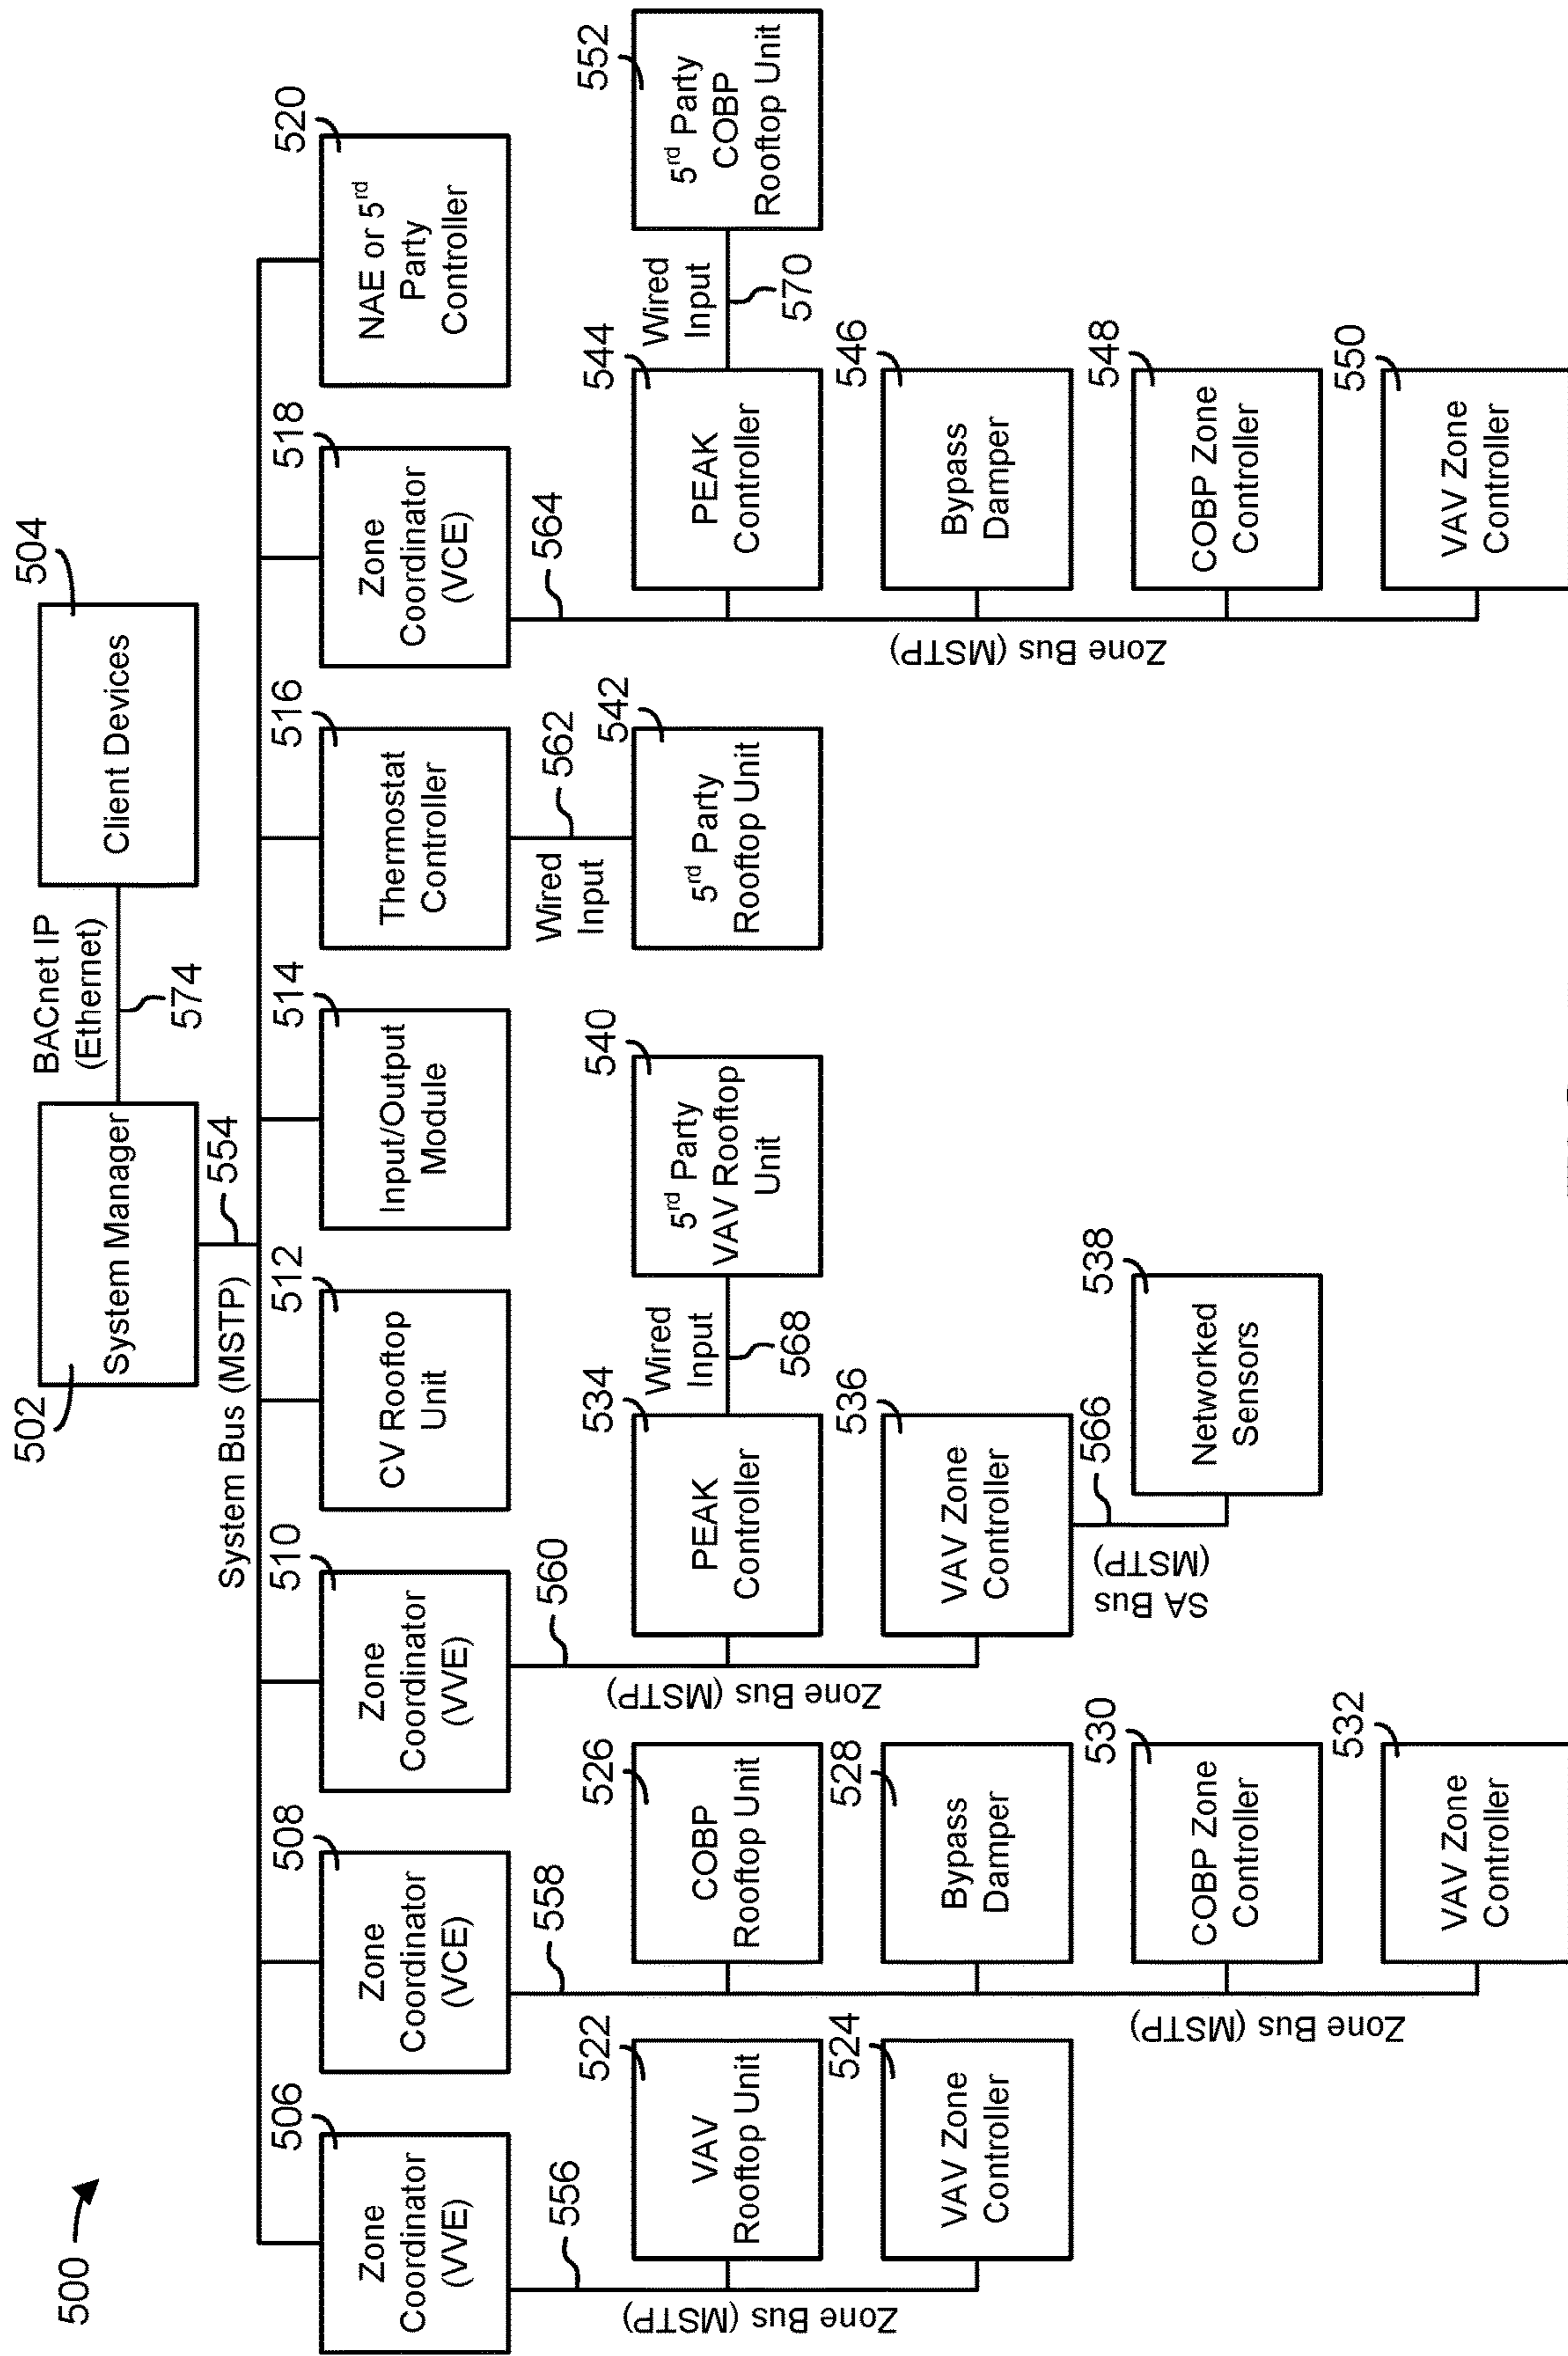 500
502
System Manager
BACnet IP
(Ethernet)
574
504
Client Devices
System Bus (MSTP)
554
506
Zone
Coordinator
(VVE)
508
Zone
Coordinator
(VCE)
510
Zone
Coordinator
(VVE)
512
CV Rooftop
Unit
514
Input/Output
Module
516
Thermostat
Controller
518
Zone
Coordinator
(VCE)
520
NAE or 5rd
Party
Controller
556
Zone Bus (MSTP)
522
VAV
Rooftop Unit
524
VAV Zone
Controller
558
Zone Bus (MSTP)
526
COBP
Rooftop Unit
528
Bypass
Damper
530
COBP Zone
Controller
532
VAV Zone
Controller
560
Zone Bus (MSTP)
534
PEAK
Controller
Wired
Input
568
540
5rd Party
VAV Rooftop
Unit
536
VAV Zone
Controller
566
SA Bus
(MSTP)
538
Networked
Sensors
Wired
Input
562
542
5rd Party
Rooftop Unit
564
Zone Bus (MSTP)
544
PEAK
Controller
Wired
Input
570
552
5rd Party
COBP
Rooftop Unit
546
Bypass
Damper
548
COBP Zone
Controller
550
VAV Zone
Controller